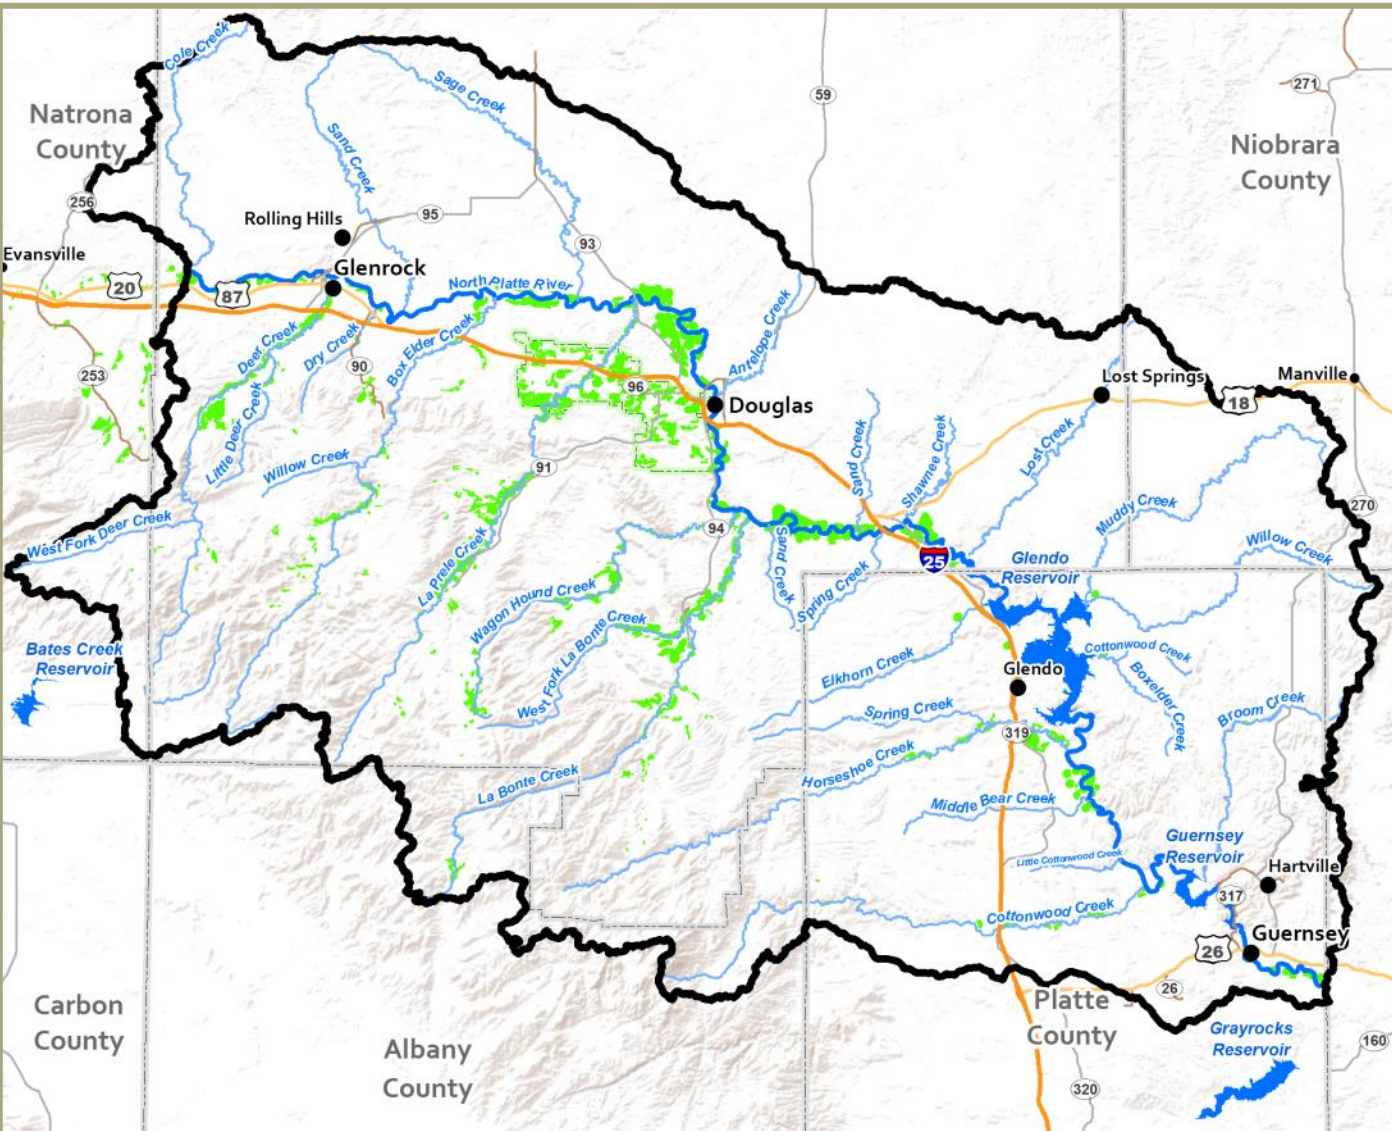 Cole Creek
Sage Creek
59
271
Natrona
County
Sand Creek
Niobrara
County
256
Rolling Hills
95
93
Evansville
Glenrock
20
87
North Platte River
Antelope Creek
Deer Creek
Dry Creek
Box Elder Creek
90
253
96
Lost Springs
Manville
18
Douglas
Little Deer Creek
Willow Creek
91
Sand Creek
Shawnee Creek
Lost Creek
Muddy Creek
270
West Fork Deer Creek
94
Willow Creek
La Prele Creek
Sand Creek
Spring Creek
25
Glendo
Reservoir
Wagon Hound Creek
West Fork La Bonte Creek
Bates Creek
Reservoir
Elkhorn Creek
Glendo
Cottonwood Creek
Boxelder Creek
Spring Creek
319
Broom Creek
Horseshoe Creek
La Bonte Creek
Middle Bear Creek
Guernsey
Reservoir
Little Cottonwood Creek
Hartville
317
Cottonwood Creek
Guernsey
26
26
Carbon
County
Platte
County
Albany
County
Grayrocks
Reservoir
160
320